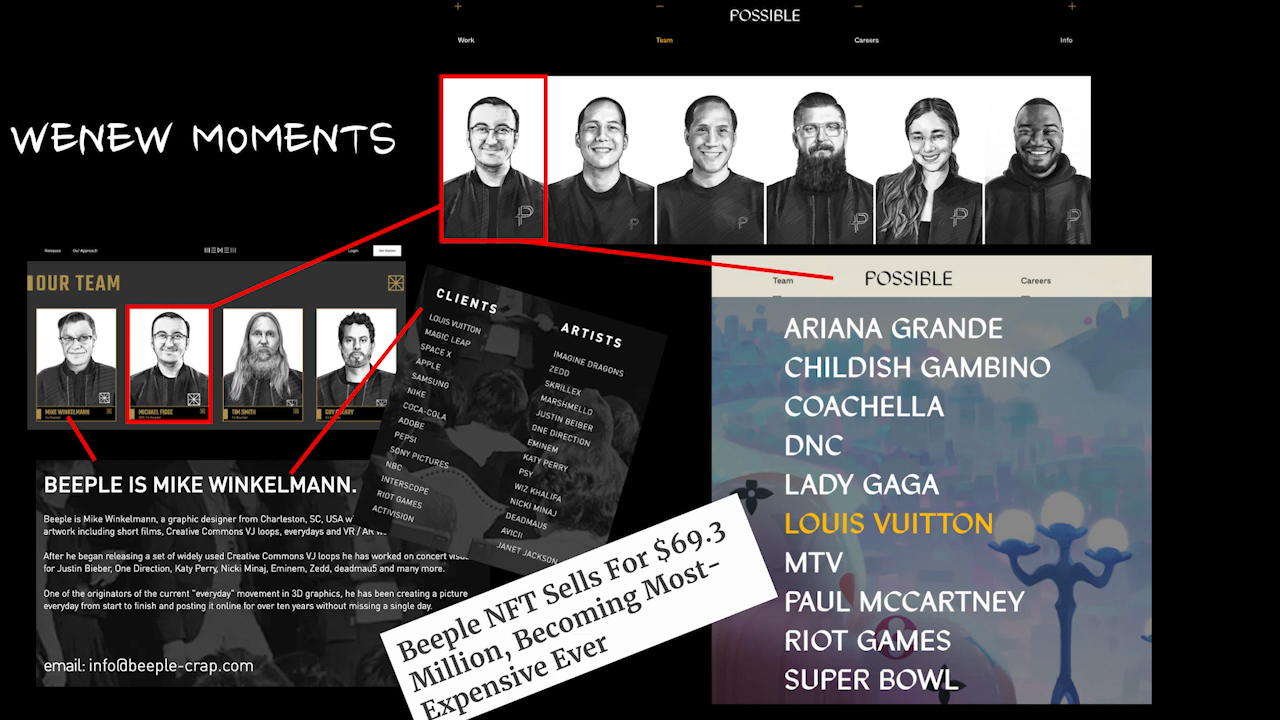 POSSIBLE
Work
Team
Careers
Info
WENEW MOMENTS
Releases
Our Approach
Login
Get Started
OUR TEAM
MIKE WINKELMANN
MICHAEL FIGGE
TIM SMITH
BEEPLE IS MIKE WINKELMANN.
Beeple is Mike Winkelmann, a graphic designer from Charleston, SC, USA
artwork including short films, Creative Commons VJ loops, everydays and VR / AR
After he began releasing a set of widely used Creative Commons VJ loops he has worked on concert
for Justin Bieber, One Direction, Katy Perry, Nicki Minaj, Eminem, Zedd, deadmau5 and many more.
One of the originators of the current "everyday" movement in 3D graphics, he has been creating a picture
everyday from start to finish and posting it online for over ten years without missing a single day.
email: info@beeple-crap.com
CLIENTS
LOUIS VUITTON
MAGIC LEAP
SPACE X
APPLE
SAMSUNG
NIKE
COCA-COLA
ADOBE
PEPSI
SONY PICTURES
NBC
INTERSCOPE
RIOT GAMES
ACTIVISION
ARTISTS
IMAGINE DRAGONS
ZEDD
SKRILLEX
MARSHMELLO
JUSTIN BEIBER
ONE DIRECTION
EMINEM
KATY PERRY
PSY
WIZ KHALIFA
NICKI MINAJ
DEADMAU5
AVICII
JANET JACKSON
Beeple NFT Sells For $69.3
Million, Becoming Most-
Expensive Ever
Team
POSSIBLE
Careers
ARIANA GRANDE
CHILDISH GAMBINO
COACHELLA
DNC
LADY GAGA
LOUIS VUITTON
MTV
PAUL MCCARTNEY
RIOT GAMES
SUPER BOWL